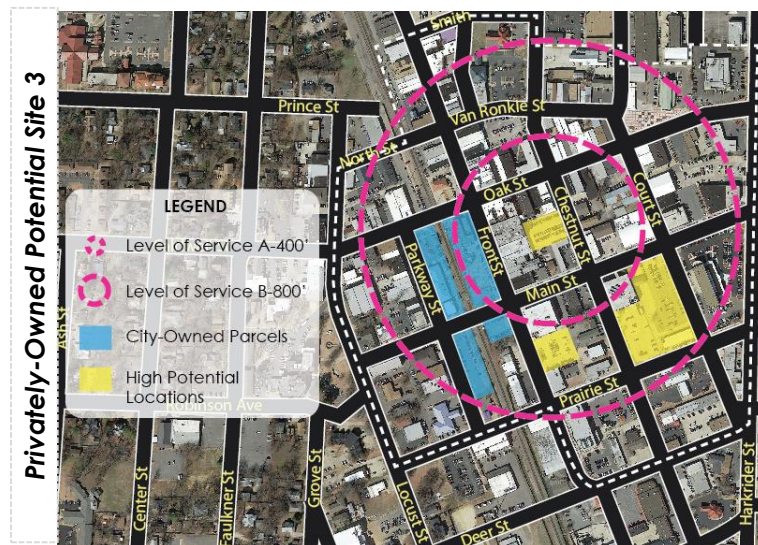 Privately-Owned Potential Site 3
Smith
Prince St
Van Ronkle St
North St
Oak St
Chestnut St
Court St
LEGEND
Level of Service A-400'
Level of Service B-800'
City-Owned Parcels
High Potential
Locations
Parkway St
Front St
Main St
Ash St
Robinson Ave
Prairie St
Center St
Faulkner St
Grove St
Locust St
Deer St
Harkrider St